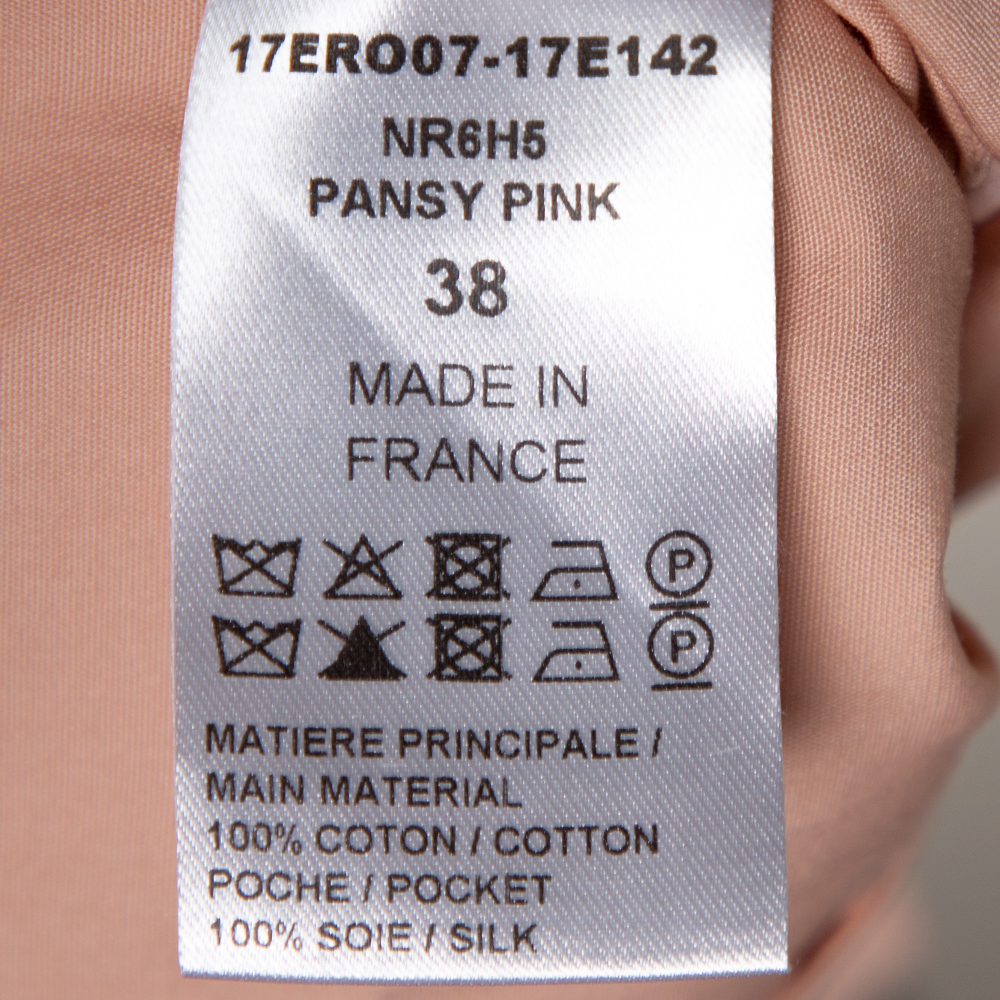 17ERO07-17E142
NR6H5
PANSY PINK
38
MADE IN
FRANCE
P
P
MATIERE PRINCIPALE /
MAIN MATERIAL
100% COTON / COTTON
POCHE / POCKET
100% SOIE / SILK